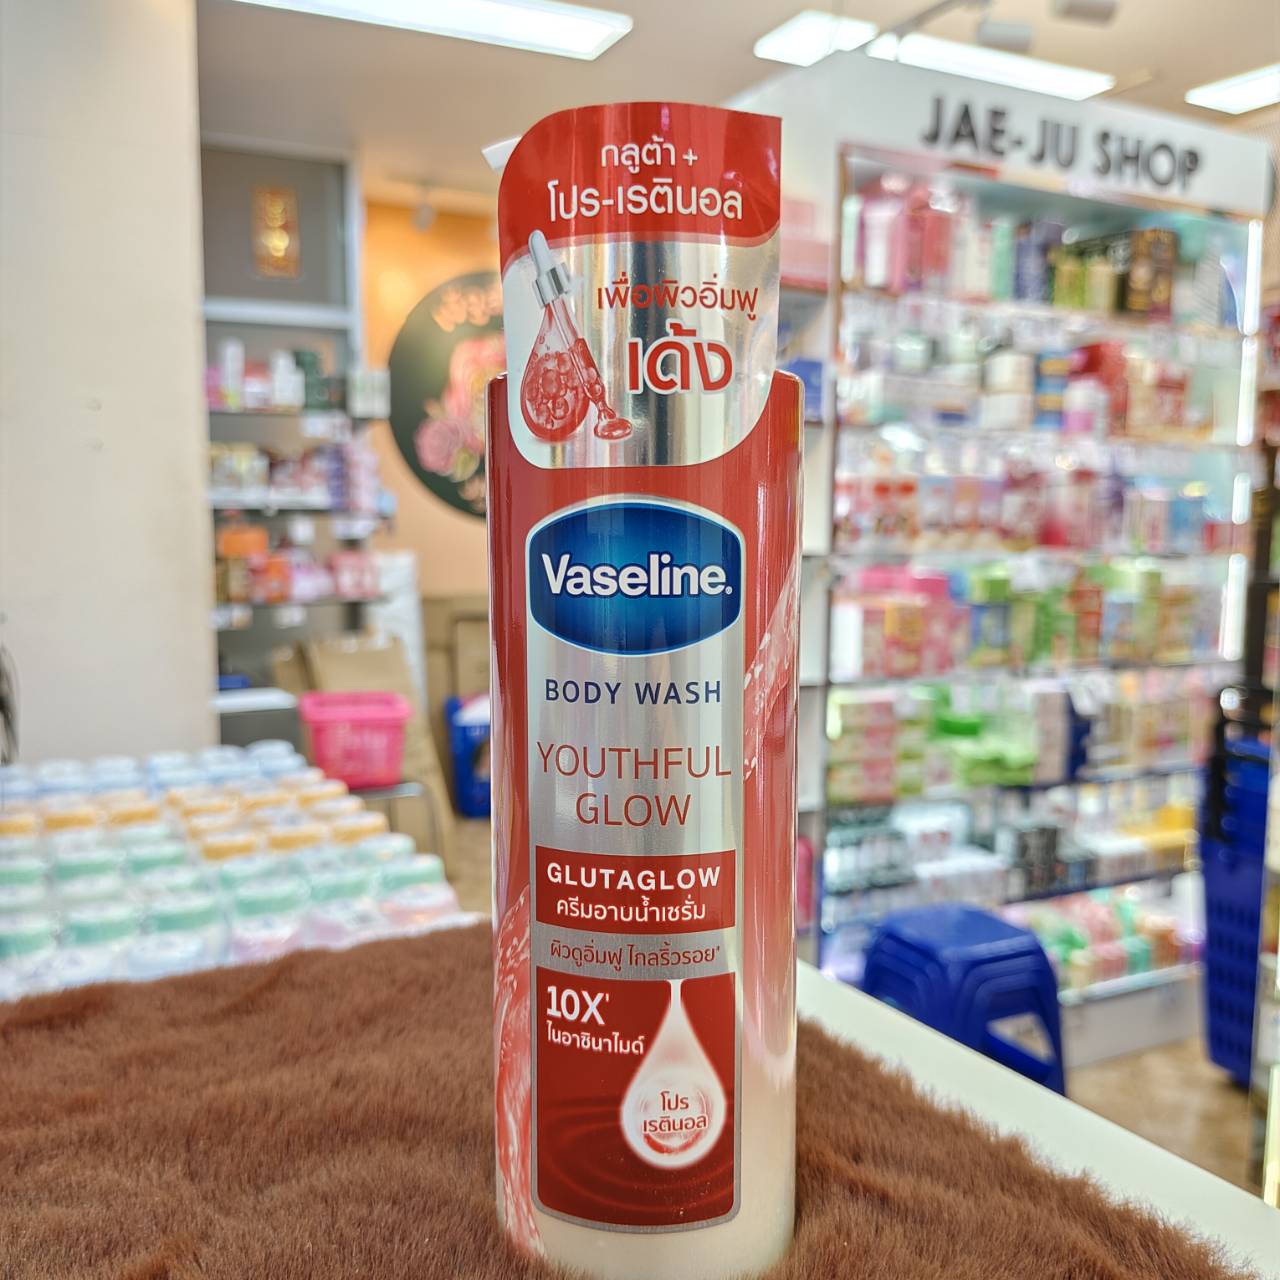 JAE-JU SHOP
กลูต้า +
โปร-เรตินอล
เพื่อผิวอิ่มฟู
เด้ง
Vaseline.
BODY WASH
YOUTHFUL
GLOW
GLUTAGLOW
ครีมอาบน้ำเซรั่ม
ผิวดูอิ่มฟู ไกลริ้วรอย*
10X'
ไนอาซินาไมด์
โปร
เรตินอล